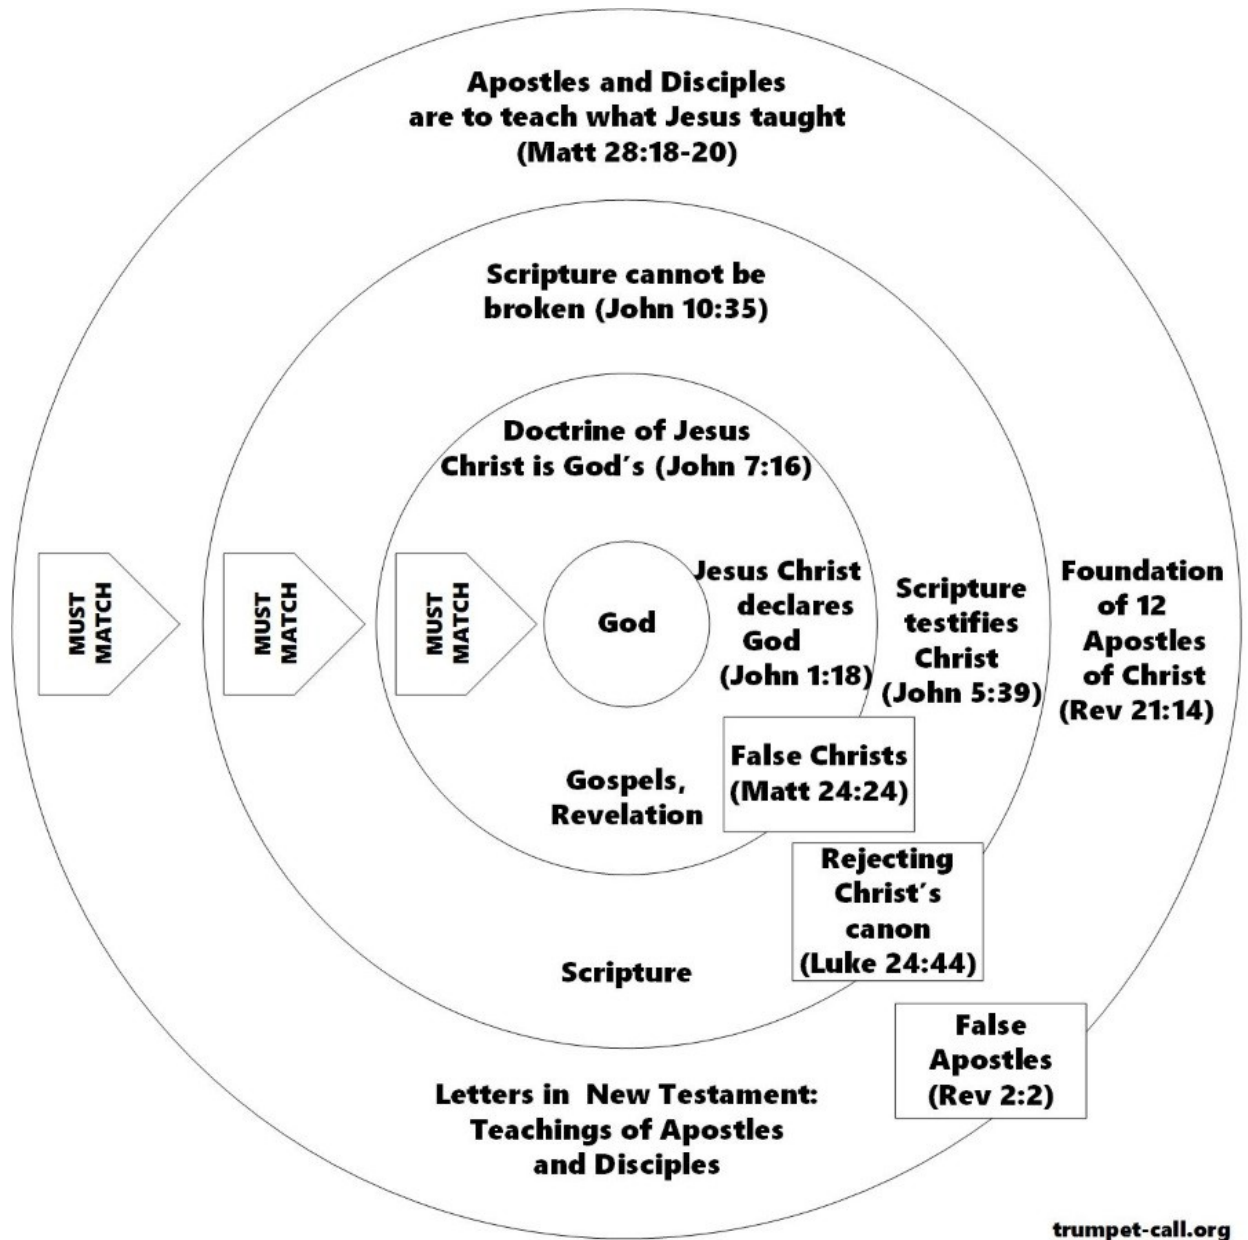 Apostles and Disciples
are to teach what Jesus taught
(Matt 28:18-20)
Scripture cannot be
broken (John 10:35)
Doctrine of Jesus
Christ is God´s (John 7:16)
MUST
MATCH
MUST
MATCH
MUST
MATCH
God
Jesus Christ
declares
God
(John 1:18)
Scripture
testifies
Christ
(John 5:39)
Foundation
of 12
Apostles
of Christ
(Rev 21:14)
False Christs
(Matt 24:24)
Gospels,
Revelation
Rejecting
Christ´s
canon
(Luke 24:44)
Scripture
False
Apostles
(Rev 2:2)
Letters in  New Testament:
Teachings of Apostles
and Disciples
trumpet-call.org